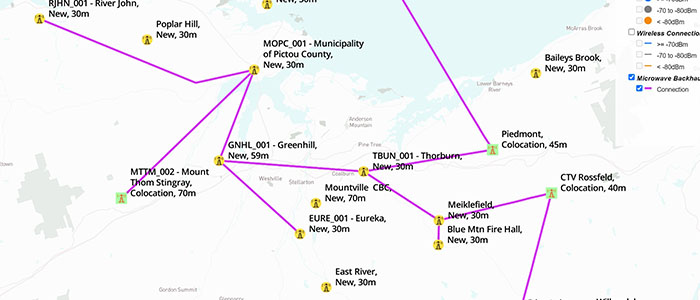 RJHN_001 - River John,
New, 30m
Poplar Hill,
New, 30m
New, 30m
MOPC_001 - Municipality
of Pictou County,
New, 30m
Baileys Brook,
New, 30m
McArras Brook
Lower Barneys
River
Anderson
Mountain
Pine Tree
Piedmont,
Colocation, 45m
GNHL_001 - Greenhill,
New, 59m
TBUN_001 - Thorburn,
New, 30m
MTTM_002 - Mount
Thom Stingray,
Colocation, 70m
Westville
Stellarton
Coalburn
Mountville CBC,
New, 70m
CTV Rossfeld,
Colocation, 40m
EURE_001 - Eureka,
New, 30m
Meiklefield,
New, 30m
Blue Mtn Fire Hall,
New, 30m
East River,
New, 30m
Gordon Summit
Glengarry
-70 to -80dBm
< -80dBm
Wireless Connection
>= -70dBm
-70 to -80dBm
< -80dBm
Microwave Backhau
Connection